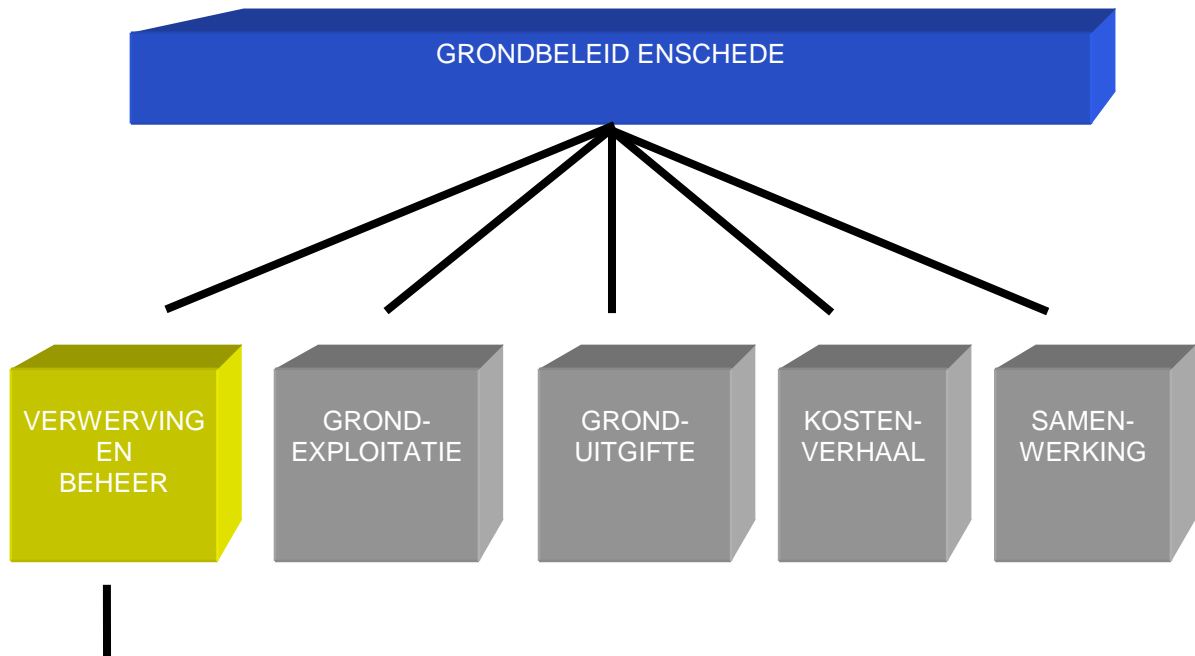 GRONDBELEID ENSCHEDE
VERWERVING
EN
BEHEER
GROND-
EXPLOITATIE
GROND-
UITGIFTE
KOSTEN-
VERHAAL
SAMEN-
WERKING